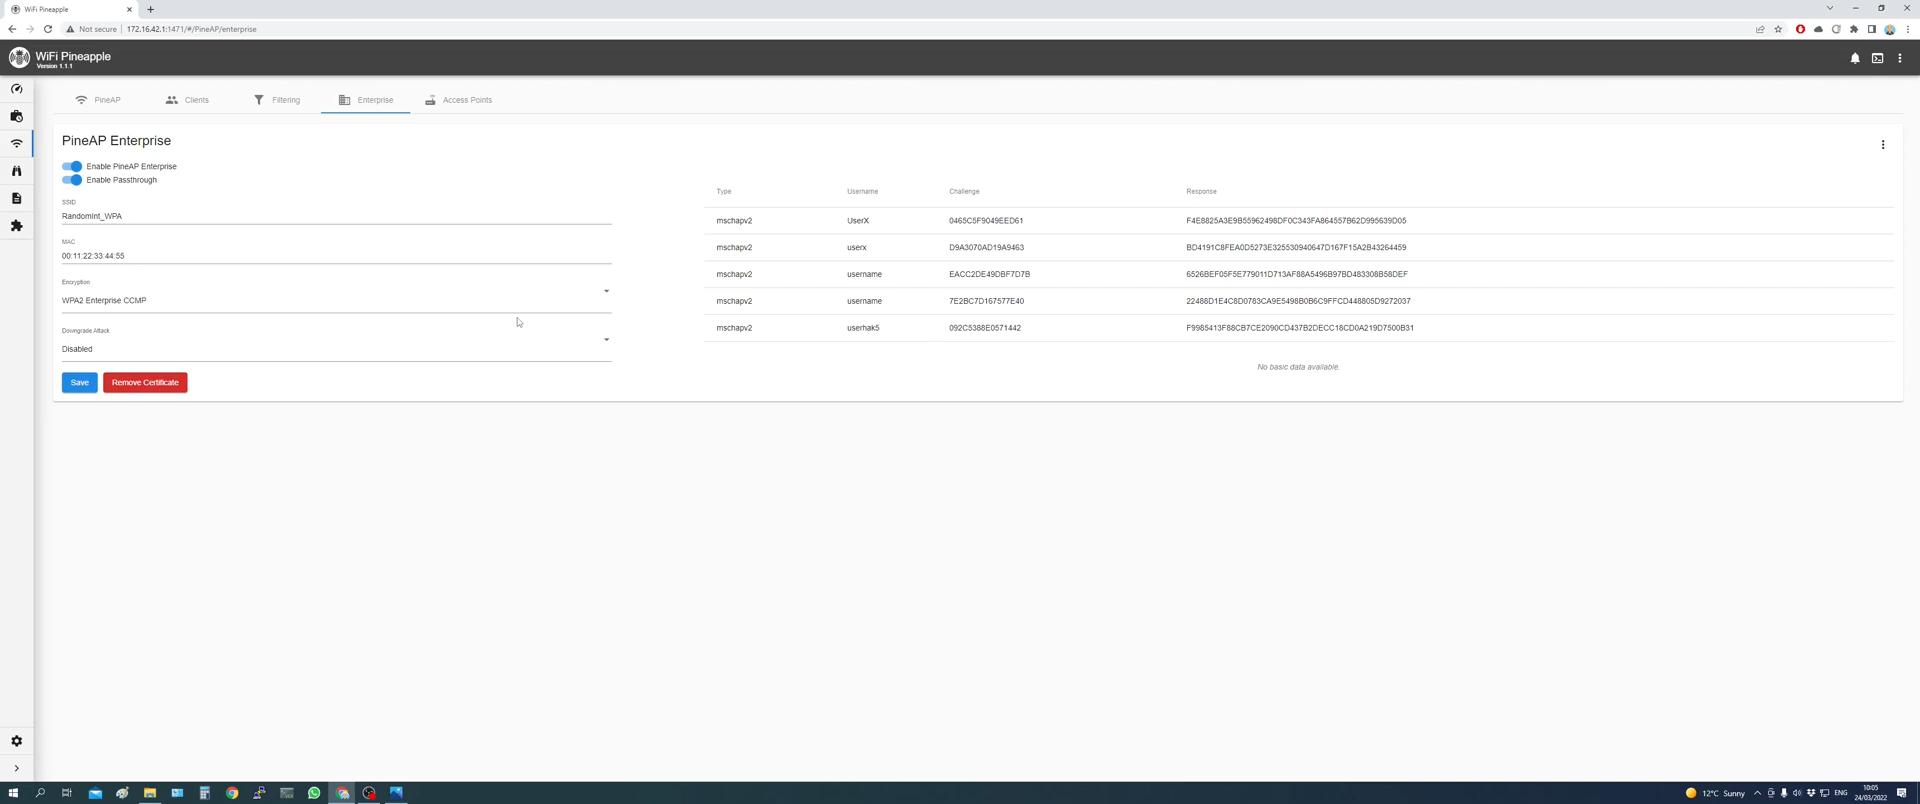 WiFi Pineapple
Not secure
172.16.42.1:1471/#/PineAP/enterprise
WiFi Pineapple
Version 1.1.1
PineAP
Clients
Filtering
Enterprise
Access Points
PineAP Enterprise
Enable PineAP Enterprise
Enable Passthrough
SSID
RandomInt_WPA
MAC
00:11:22:33:44:55
Encryption
WPA2 Enterprise CCMP
Downgrade Attack
Disabled
Save
Remove Certificate
Type Username Challenge Response
mschapv2 UserX 0465C5F9049EED61 F4E8825A3E9B55962498DF0C343FA864557B62D995639D05
mschapv2 userx D9A3070AD19A9463 BD4191C8FEA0D5273E325530940647D167F15A2B43264459
mschapv2 username EACC2DE49DBF7D7B 6526BEF05F5E779011D713AF88A5496B97BD483308B58DEF
mschapv2 username 7E2BC7D167577E40 22488D1E4C8D0783CA9E5498B0B6C9FFCD448805D9272037
mschapv2 userhak5 092C5388E0571442 F9985413F88CB7CE2090CD437B2DECC18CD0A219D7500B31
No basic data available.
12°C Sunny
ENG
10:05
24/03/2022